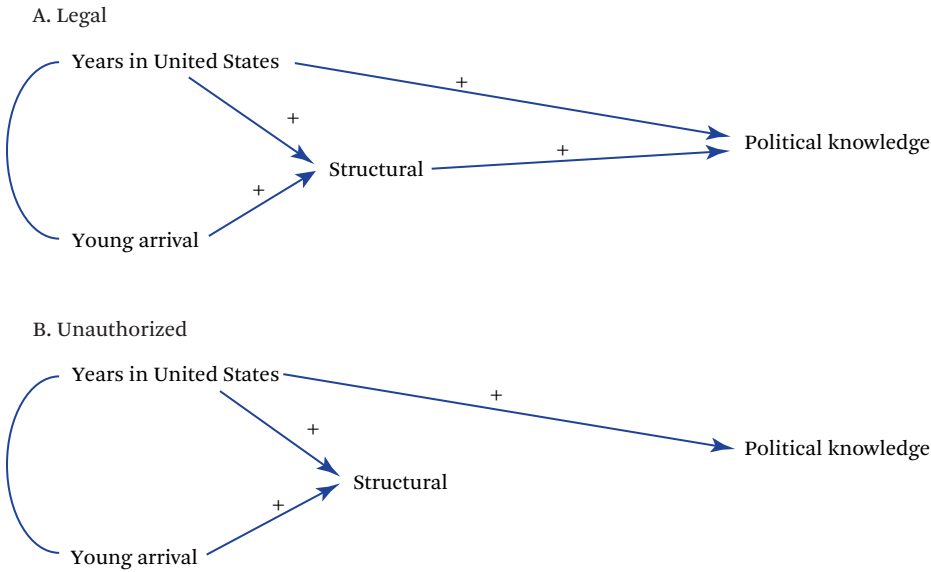 A. Legal
Years in United States
+
+
Political knowledge
+
Structural
+
Young arrival
B. Unauthorized
Years in United States
+
+
Political knowledge
Structural
+
Young arrival